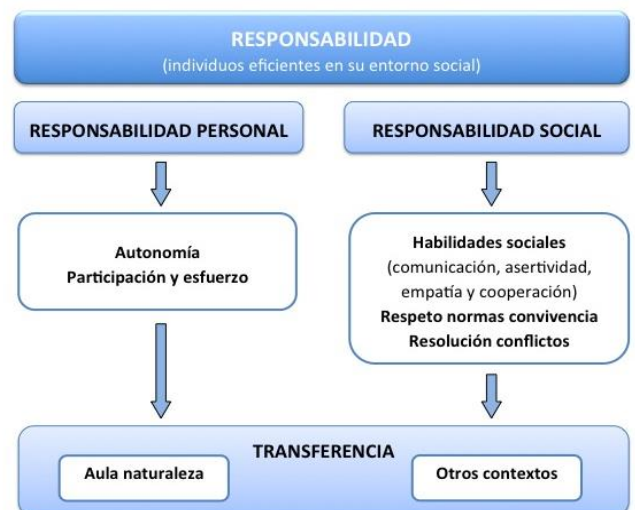 RESPONSABILIDAD
(individuos eficientes en su entorno social)
RESPONSABILIDAD PERSONAL
RESPONSABILIDAD SOCIAL
Autonomía
Participación y esfuerzo
Habilidades sociales
(comunicación, asertividad,
empatía y cooperación)
Respeto normas convivencia
Resolución conflictos
TRANSFERENCIA
Aula naturaleza
Otros contextos